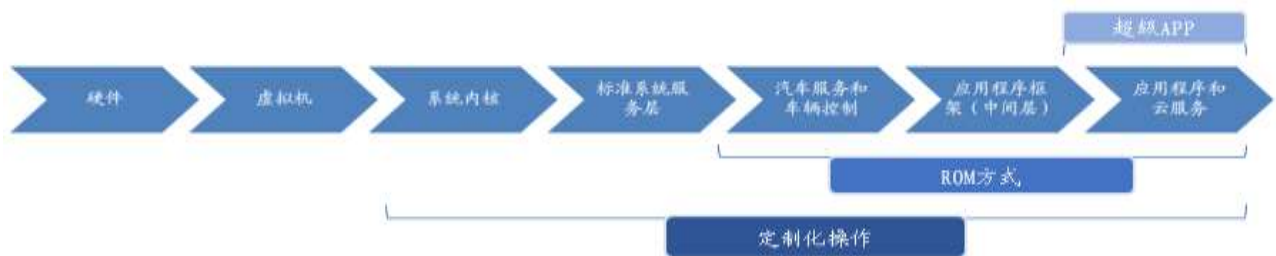 超级APP
硬件
虚拟机
系统内核
标准系统服
务层
汽车服务和
车辆控制
应用程序框
架（中间层）
应用程序和
云服务
ROM方式
定制化操作